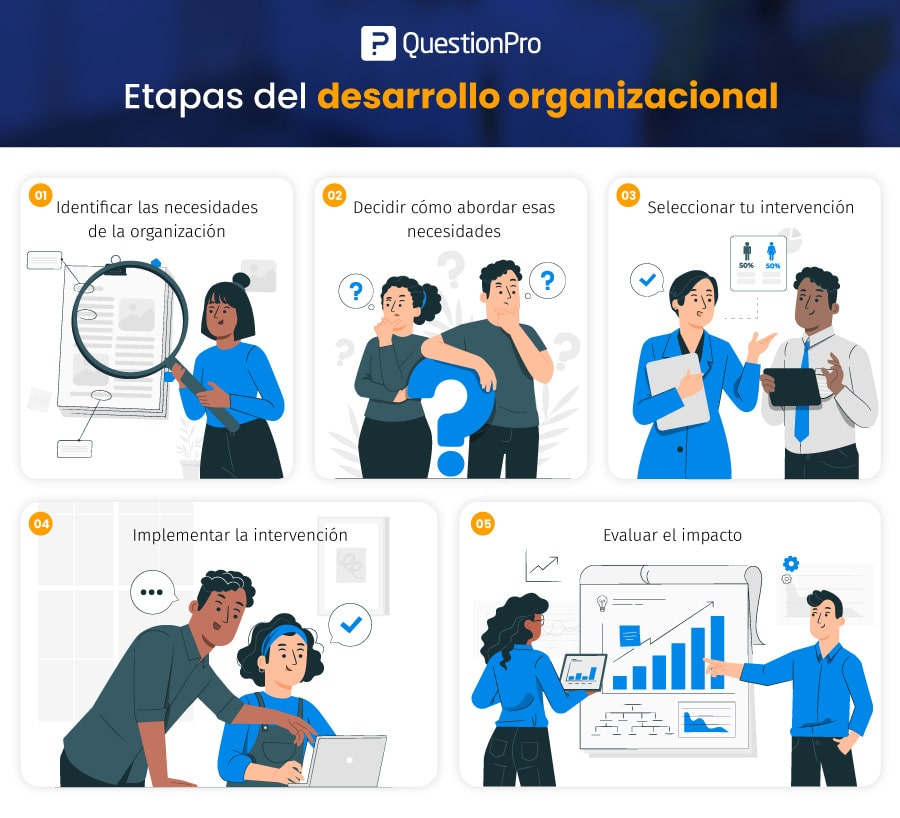 QuestionPro
Etapas del desarrollo organizacional
01
Identificar las necesidades
de la organización
02
Decidir cómo abordar esas
necesidades
?
?
?
?
?
?
03
Seleccionar tu intervención
50% 50%
04
Implementar la intervención
05
Evaluar el impacto